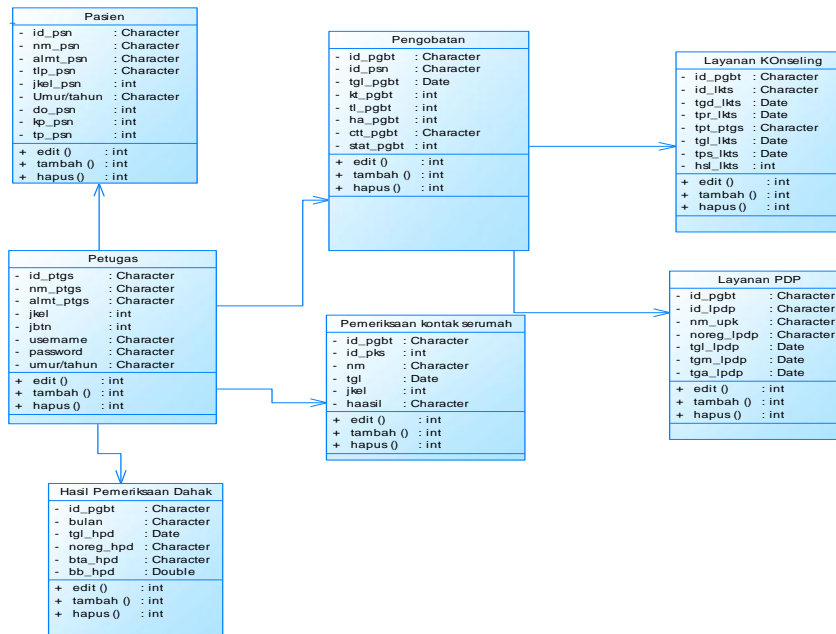 Pasien
- id_psn : Character
- nm_psn : Character
- almt_psn : Character
- tlp_psn : Character
- jkel_psn : int
- Umur/tahun : Character
- do_psn : int
- kp_psn : int
- tp_psn : int
+ edit () : int
+ tambah () : int
+ hapus () : int
Pengobatan
- id_pgbt : Character
- id_psn : Character
- tgl_pgbt : Date
- kt_pgbt : int
- tl_pgbt : int
- ha_pgbt : int
- ctt_pgbt : Character
- stat_pgbt : int
+ edit () : int
+ tambah () : int
+ hapus () : int
Layanan KOnseling
- id_pgbt : Character
- id_lkts : Character
- tgd_lkts : Date
- tpr_lkts : Date
- tpt_ptgs : Character
- tgl_lkts : Date
- tps_lkts : Date
- hsl_lkts : int
+ edit () : int
+ tambah () : int
+ hapus () : int
Petugas
- id_ptgs : Character
- nm_ptgs : Character
- almt_ptgs : Character
- jkel : int
- jbtn : int
- username : Character
- password : Character
- umur/tahun : Character
+ edit () : int
+ tambah () : int
+ hapus () : int
Pemeriksaan kontak serumah
- id_pgbt : Character
- id_pks : int
- nm : Character
- tgl : Date
- jkel : int
- haasil : Character
+ edit () : int
+ tambah () : int
+ hapus () : int
Layanan PDP
- id_pgbt : Character
- id_lpdp : Character
- nm_upk : Character
- noreg_lpdp : Character
- tgl_lpdp : Date
- tgm_lpdp : Date
- tga_lpdp : Date
+ edit () : int
+ tambah () : int
+ hapus () : int
Hasil Pemeriksaan Dahak
- id_pgbt : Character
- bulan : Character
- tgl_hpd : Date
- noreg_hpd : Character
- bta_hpd : Character
- bb_hpd : Double
+ edit () : int
+ tambah () : int
+ hapus () : int